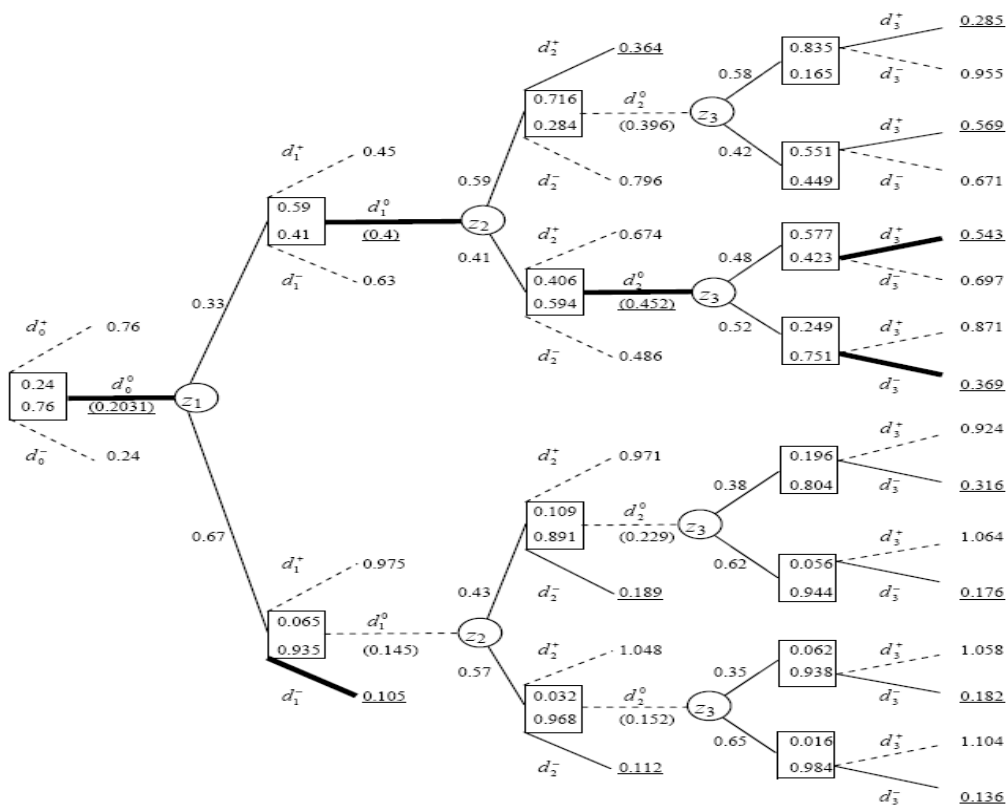 d₃⁺ 0.285
d₂⁺ 0.364
0.58
0.835
0.165
d₃⁻ 0.955
0.716
0.284
d₂⁰
(0.396)
z₃
d₃⁺ 0.569
d₁⁺ 0.45
0.42
0.551
0.449
d₃⁻ 0.671
0.59
d₂⁻ 0.796
0.59
0.41
d₁⁰
(0.4)
z₂
d₂⁺ 0.674
0.577
0.423
d₃⁺ 0.543
0.41
0.48
d₁⁻ 0.63
0.406
0.594
d₂⁰
(0.452)
z₃
d₃⁻ 0.697
0.33
0.52
0.249
0.751
d₃⁺ 0.871
d₀⁺ 0.76
d₂⁻ 0.486
0.24
0.76
d₀⁰
(0.2031)
z₁
d₃⁻ 0.369
d₀⁻ 0.24
d₂⁺ 0.971
d₃⁺ 0.924
0.38
0.196
0.804
d₃⁻ 0.316
0.67
0.109
0.891
d₂⁰
(0.229)
z₃
d₁⁺ 0.975
0.43
0.62
0.056
0.944
d₃⁺ 1.064
d₂⁻ 0.189
d₃⁻ 0.176
0.065
0.935
d₁⁰
(0.145)
z₂
d₂⁺ 1.048
0.35
0.062
0.938
d₃⁺ 1.058
0.57
d₁⁻ 0.105
0.032
0.968
d₂⁰
(0.152)
z₃
d₃⁻ 0.182
0.65
0.016
0.984
d₃⁺ 1.104
d₂⁻ 0.112
d₃⁻ 0.136